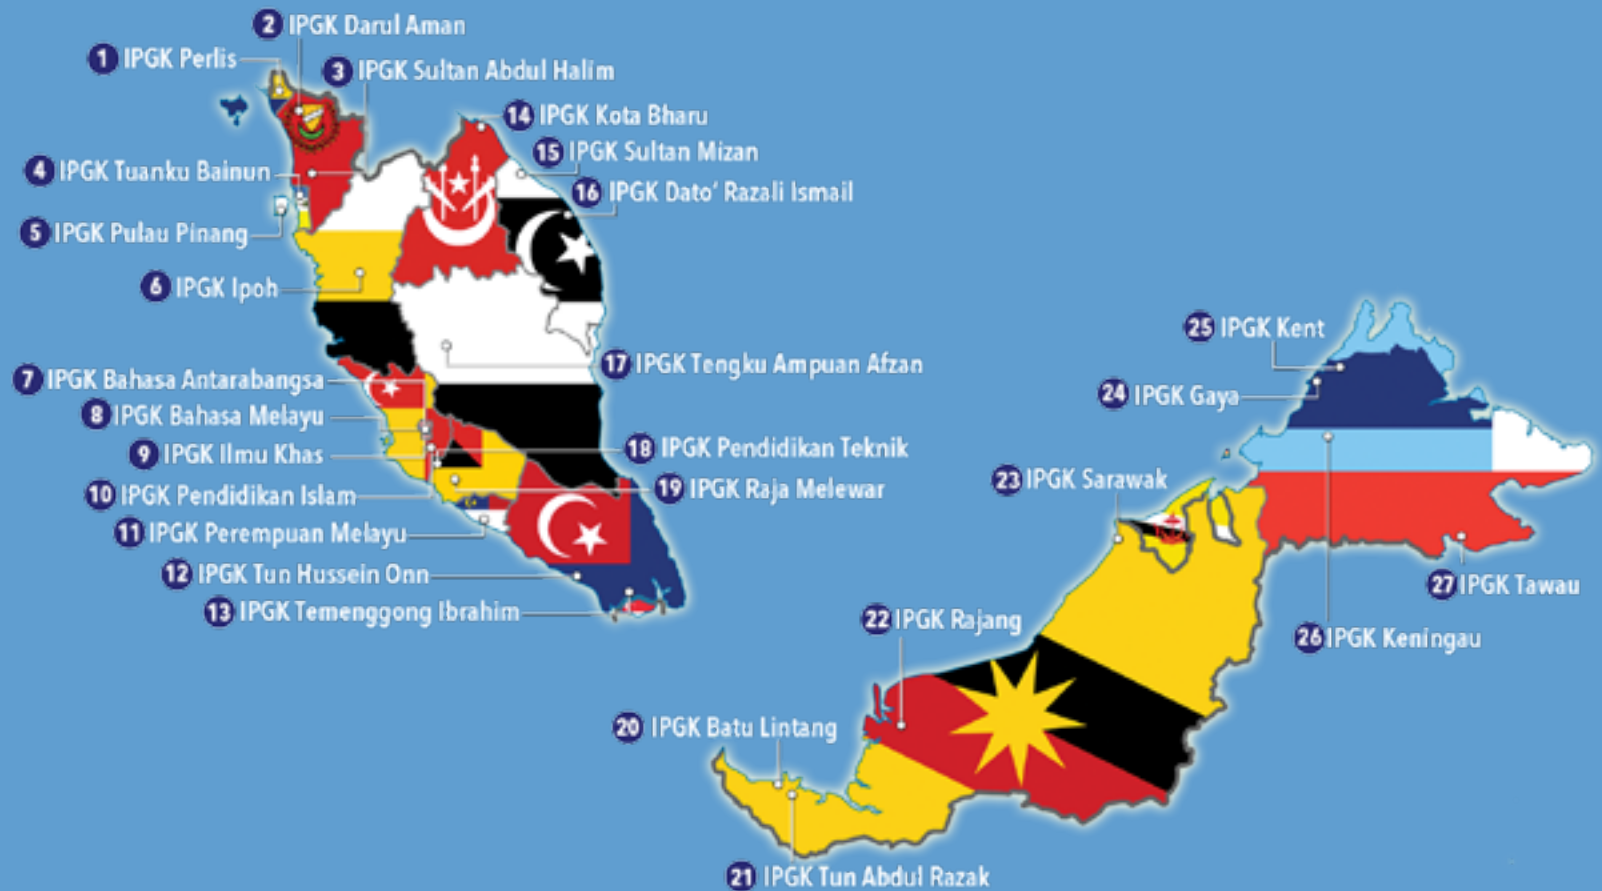 1 IPGK Perlis
2 IPGK Darul Aman
3 IPGK Sultan Abdul Halim
4 IPGK Tuanku Bainun
5 IPGK Pulau Pinang
6 IPGK Ipoh
7 IPGK Bahasa Antarabangsa
8 IPGK Bahasa Melayu
9 IPGK Ilmu Khas
10 IPGK Pendidikan Islam
11 IPGK Perempuan Melayu
12 IPGK Tun Hussein Onn
13 IPGK Temenggong Ibrahim
14 IPGK Kota Bharu
15 IPGK Sultan Mizan
16 IPGK Dato' Razali Ismail
17 IPGK Tengku Ampuan Afzan
18 IPGK Pendidikan Teknik
19 IPGK Raja Melewar
20 IPGK Batu Lintang
21 IPGK Tun Abdul Razak
22 IPGK Rajang
23 IPGK Sarawak
24 IPGK Gaya
25 IPGK Kent
26 IPGK Keningau
27 IPGK Tawau